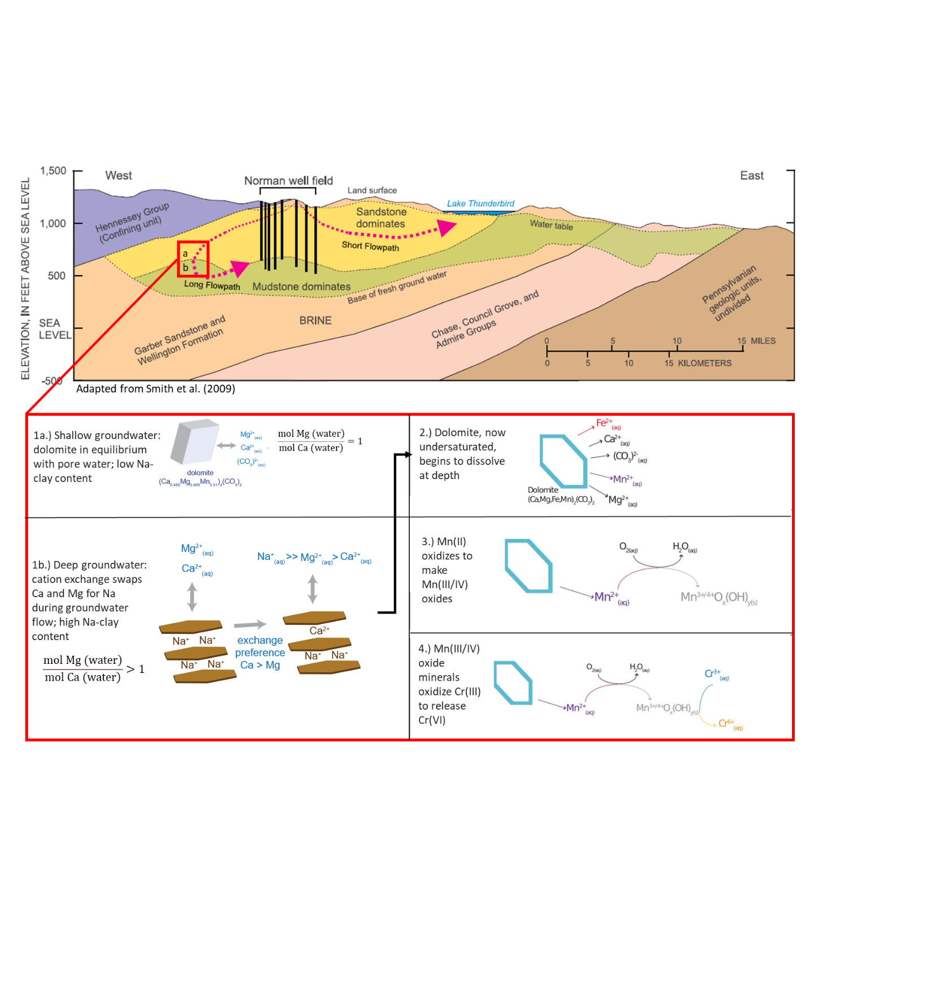 1,500
1,000
500
SEA
LEVEL
-500
ELEVATION, IN FEET ABOVE SEA LEVEL
West
East
Norman well field
Land surface
Lake Thunderbird
Hennessey Group
(Confining unit)
Sandstone
dominates
Water table
Short Flowpath
a
b
Long Flowpath
Mudstone dominates
Base of fresh ground water
BRINE
Garber Sandstone and
Wellington Formation
Chase, Council Grove, and
Admire Groups
Pennsylvanian
geologic units,
undivided
0 5 10 15 MILES
0 5 10 15 KILOMETERS
Adapted from Smith et al. (2009)
1a.) Shallow groundwater:
dolomite in equilibrium
with pore water; low Na-
clay content
dolomite
(Ca0.495Mg0.495Mn0.01)2(CO3)2
Mg2+(aq)
Ca2+(aq)
(CO3)2-(aq)
mol Mg (water)
mol Ca (water)
= 1
1b.) Deep groundwater:
cation exchange swaps
Ca and Mg for Na
during groundwater
flow; high Na-clay
content
mol Mg (water)
mol Ca (water)
> 1
Mg2+(aq)
Ca2+(aq)
Na+ Na+
Na+ Na+
exchange
preference
Ca > Mg
Na+(aq) >> Mg2+(aq) > Ca2+(aq)
Ca2+
Na+ Na+
2.) Dolomite, now
undersaturated,
begins to dissolve
at depth
Dolomite
(Ca,Mg,Fe,Mn)2(CO3)2
Fe2+(aq)
Ca2+(aq)
(CO3)2-(aq)
Mn2+(aq)
Mg2+(aq)
3.) Mn(II)
oxidizes to
make
Mn(III/IV)
oxides
O2(aq)
H2O(aq)
Mn2+(aq)
Mn3+/4+Ox(OH)y(s)
4.) Mn(III/IV)
oxide
minerals
oxidize Cr(III)
to release
Cr(VI)
O2(aq)
H2O(aq)
Mn2+(aq)
Mn3+/4+Ox(OH)y(s)
Cr3+(aq)
Cr6+(aq)